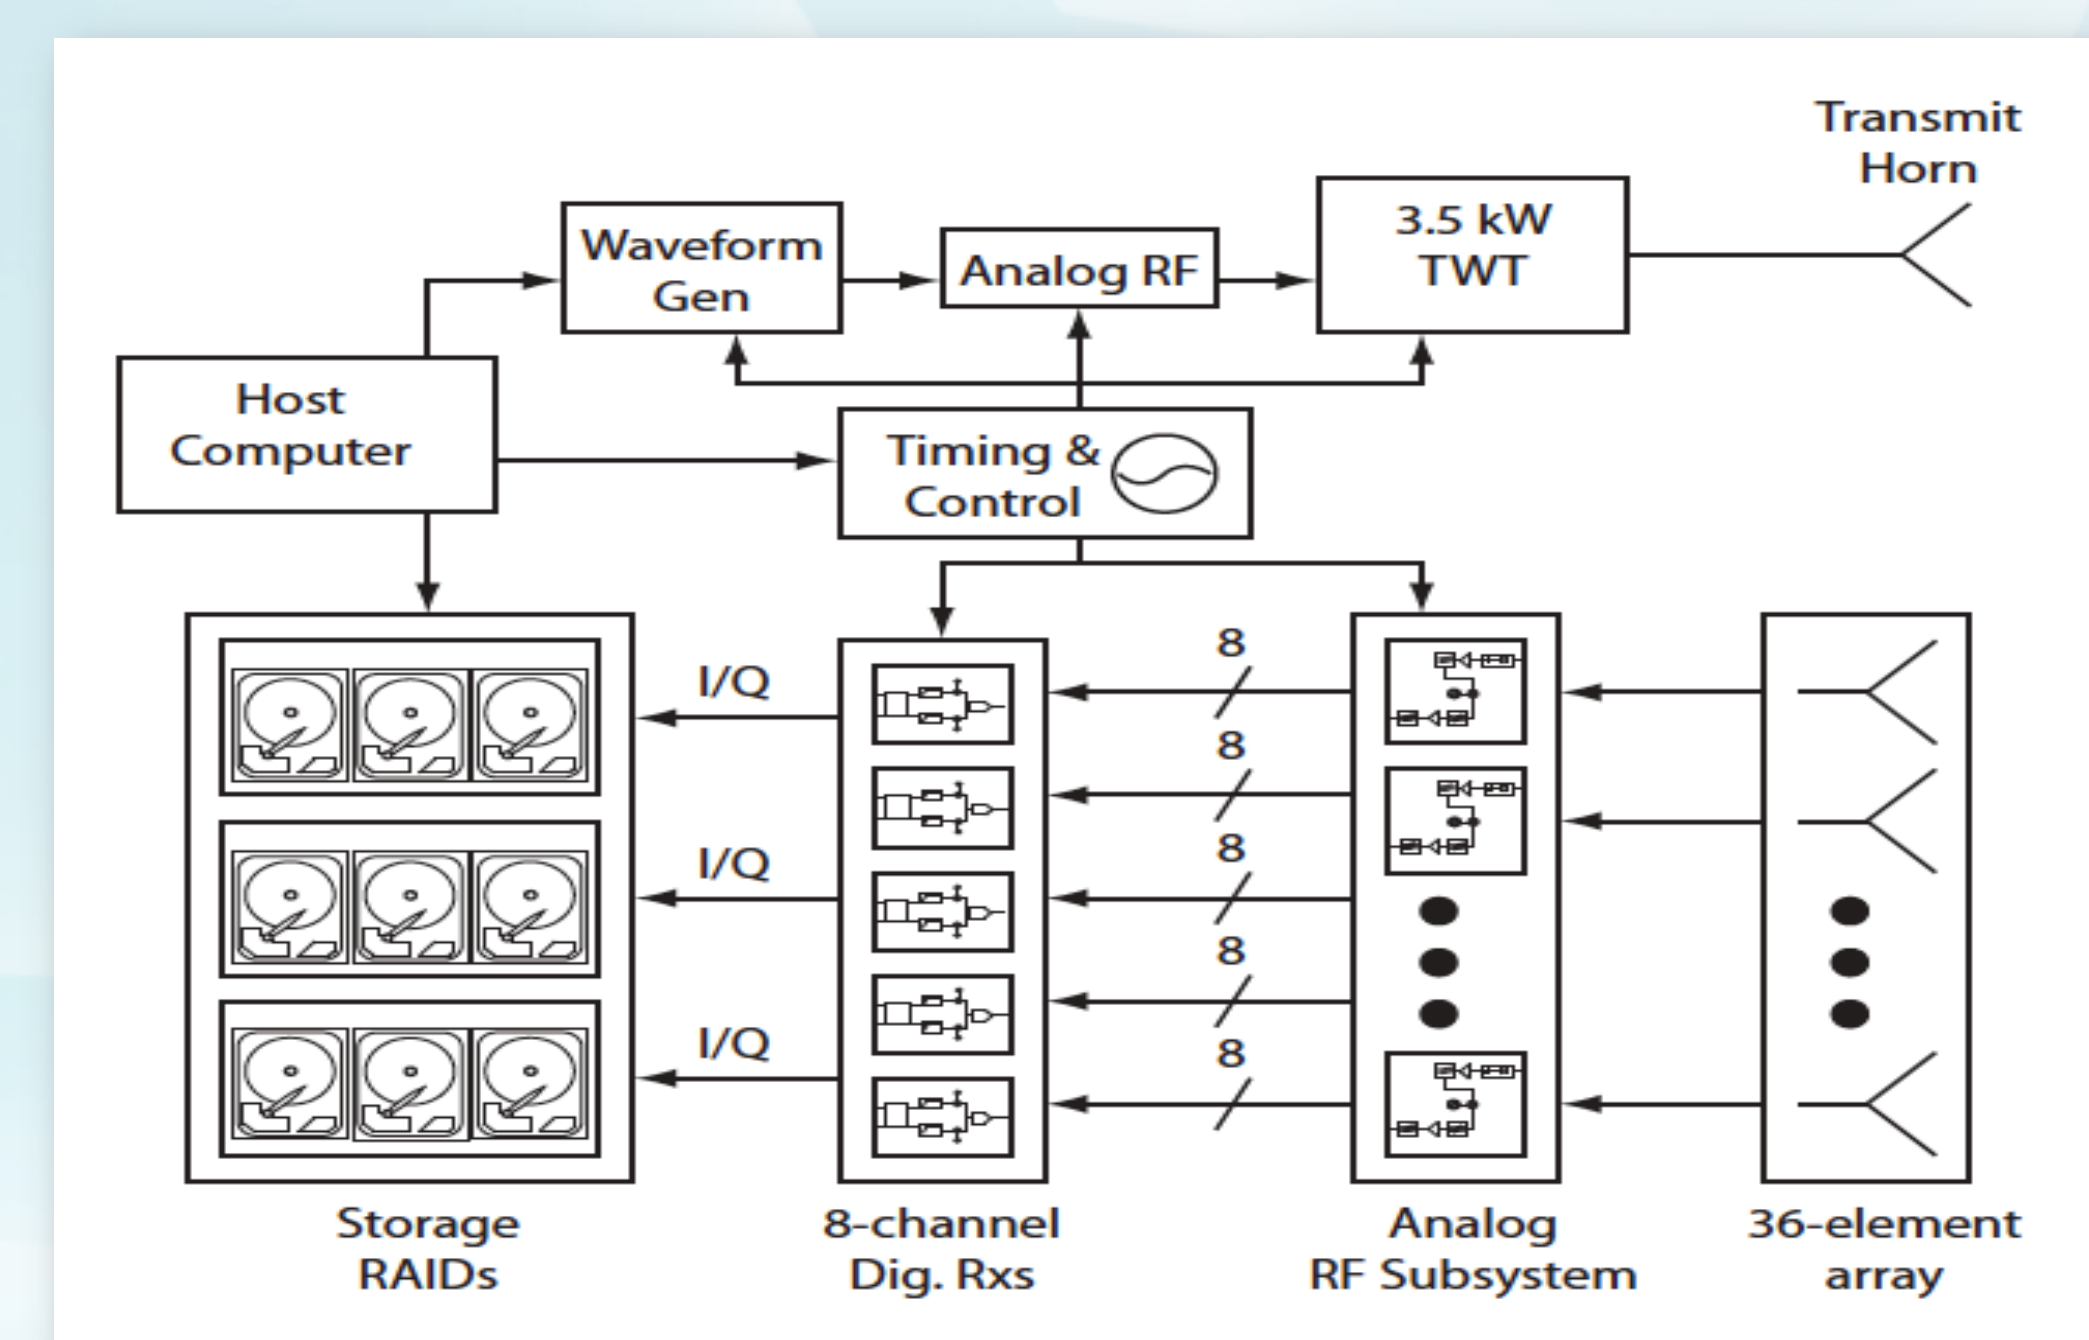 Transmit
Horn
Waveform
Gen
Analog RF
3.5 kW
TWT
Host
Computer
Timing &
Control
I/Q
I/Q
I/Q
8
8
8
8
8
Storage
RAIDs
8-channel
Dig. Rxs
Analog
RF Subsystem
36-element
array